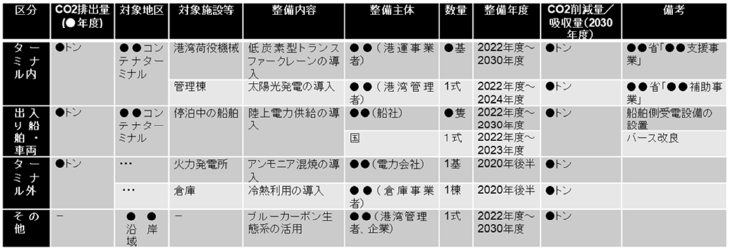 区分
CO2排出量
(●年度)
対象地区
対象施設等
整備内容
整備主体
数量
整備年度
CO2削減量／
吸収量（2030
年度）
備考
ター
ミナ
ル内
●トン
●●コン
テナター
ミナル
港湾荷役機械
低炭素型トランス
ファークレーンの導
入
●●（港運事業
者）
●基
2022年度～
2030年度
●トン
●●省「●●支援事
業」
管理棟
太陽光発電の導入
●●（港湾管理
者）
1式
2022年度～
2024年度
●トン
●●省「●●補助事
業」
出入
り船
舶・
車両
●トン
●●コン
テナター
ミナル
停泊中の船舶
陸上電力供給の導
入
●●（船社）
●隻
2022年度～
2030年度
●トン
船舶側受電設備の
設置
国
1式
2022年度～
2023年度
バース改良
ター
ミナ
ル外
●トン
…
火力発電所
アンモニア混焼の導
入
●●（電力会社）
1基
2020年後半
●トン
…
倉庫
冷熱利用の導入
●●（倉庫事業
者）
1棟
2020年後半
●トン
その
他
－
●●
沿岸
域
－
ブルーカーボン生
態系の活用
●●（港湾管理
者、企業）
1式
2022年度～
2030年度
●トン